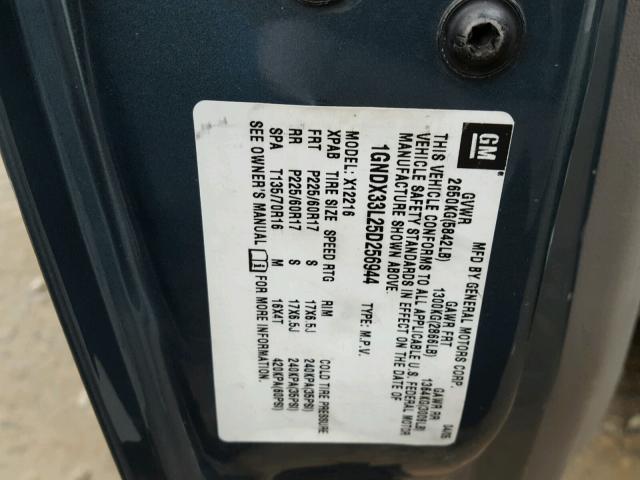 GM
MFD BY GENERAL MOTORS CORP. 04/05
GVWR GAWR FRT GAWR RR
2650KG(5842LB) 1300KG(2866LB) 1364KG(3009LB)
THIS VEHICLE CONFORMS TO ALL APPLICABLE U.S. FEDERAL MOTOR
VEHICLE SAFETY STANDARDS IN EFFECT ON THE DATE OF
MANUFACTURE SHOWN ABOVE.
1GNDX33L25D256944 TYPE: M.P.V.
MODEL: X12216
XPAB TIRE SIZE SPEED RTG RIM COLD TIRE PRESSURE
FRT P225/60R17 S 17X6.5J 240KPA(35PSI)
RR P225/60R17 S 17X6.5J 240KPA(35PSI)
SPA T135/70R16 M 16X4T 420KPA(60PSI)
SEE OWNER'S MANUAL FOR MORE INFORMATION